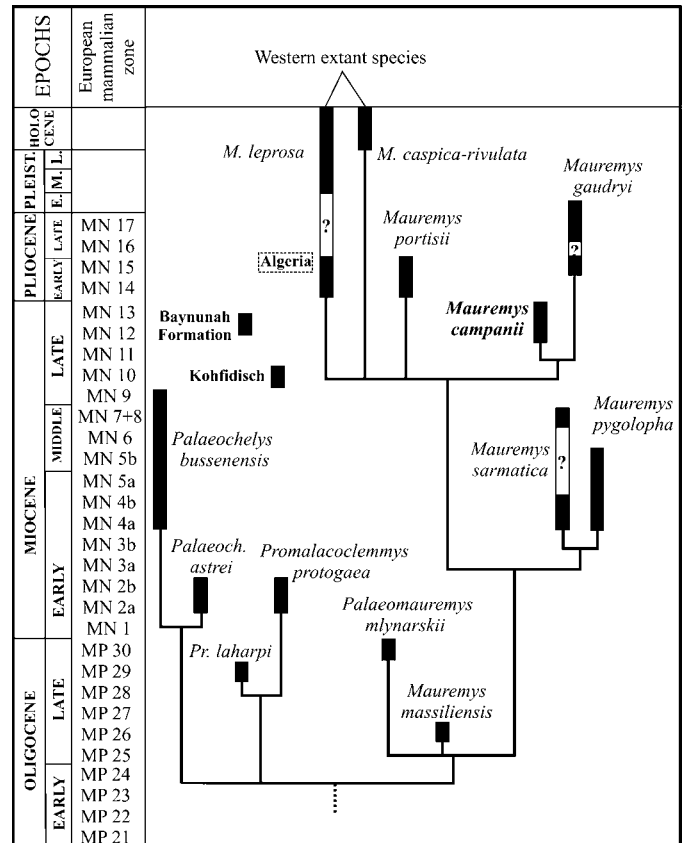 EPOCHS
European
mammalian
zone
Western extant species
HOLO
CENE
PLEIST.
L.
M.
E.
PLIOCENE
LATE
EARLY
MIOCENE
LATE
MIDDLE
EARLY
OLIGOCENE
LATE
EARLY
MN 17
MN 16
MN 15
MN 14
MN 13
MN 12
MN 11
MN 10
MN 9
MN 7+8
MN 6
MN 5b
MN 5a
MN 4b
MN 4a
MN 3b
MN 3a
MN 2b
MN 2a
MN 1
MP 30
MP 29
MP 28
MP 27
MP 26
MP 25
MP 24
MP 23
MP 22
MP 21
M. leprosa
M. caspica-rivulata
Mauremys
gaudryi
?
Mauremys
portisii
?
Algeria
Baynunah
Formation
Mauremys
campanii
Kohfidisch
Palaeochelys
bussenensis
Mauremys
pygolopha
Mauremys
sarmatica
?
Palaeoch.
astrei
Promalacoclemmys
protogaea
Palaeomauremys
mlynarskii
Pr. laharpi
Mauremys
massiliensis